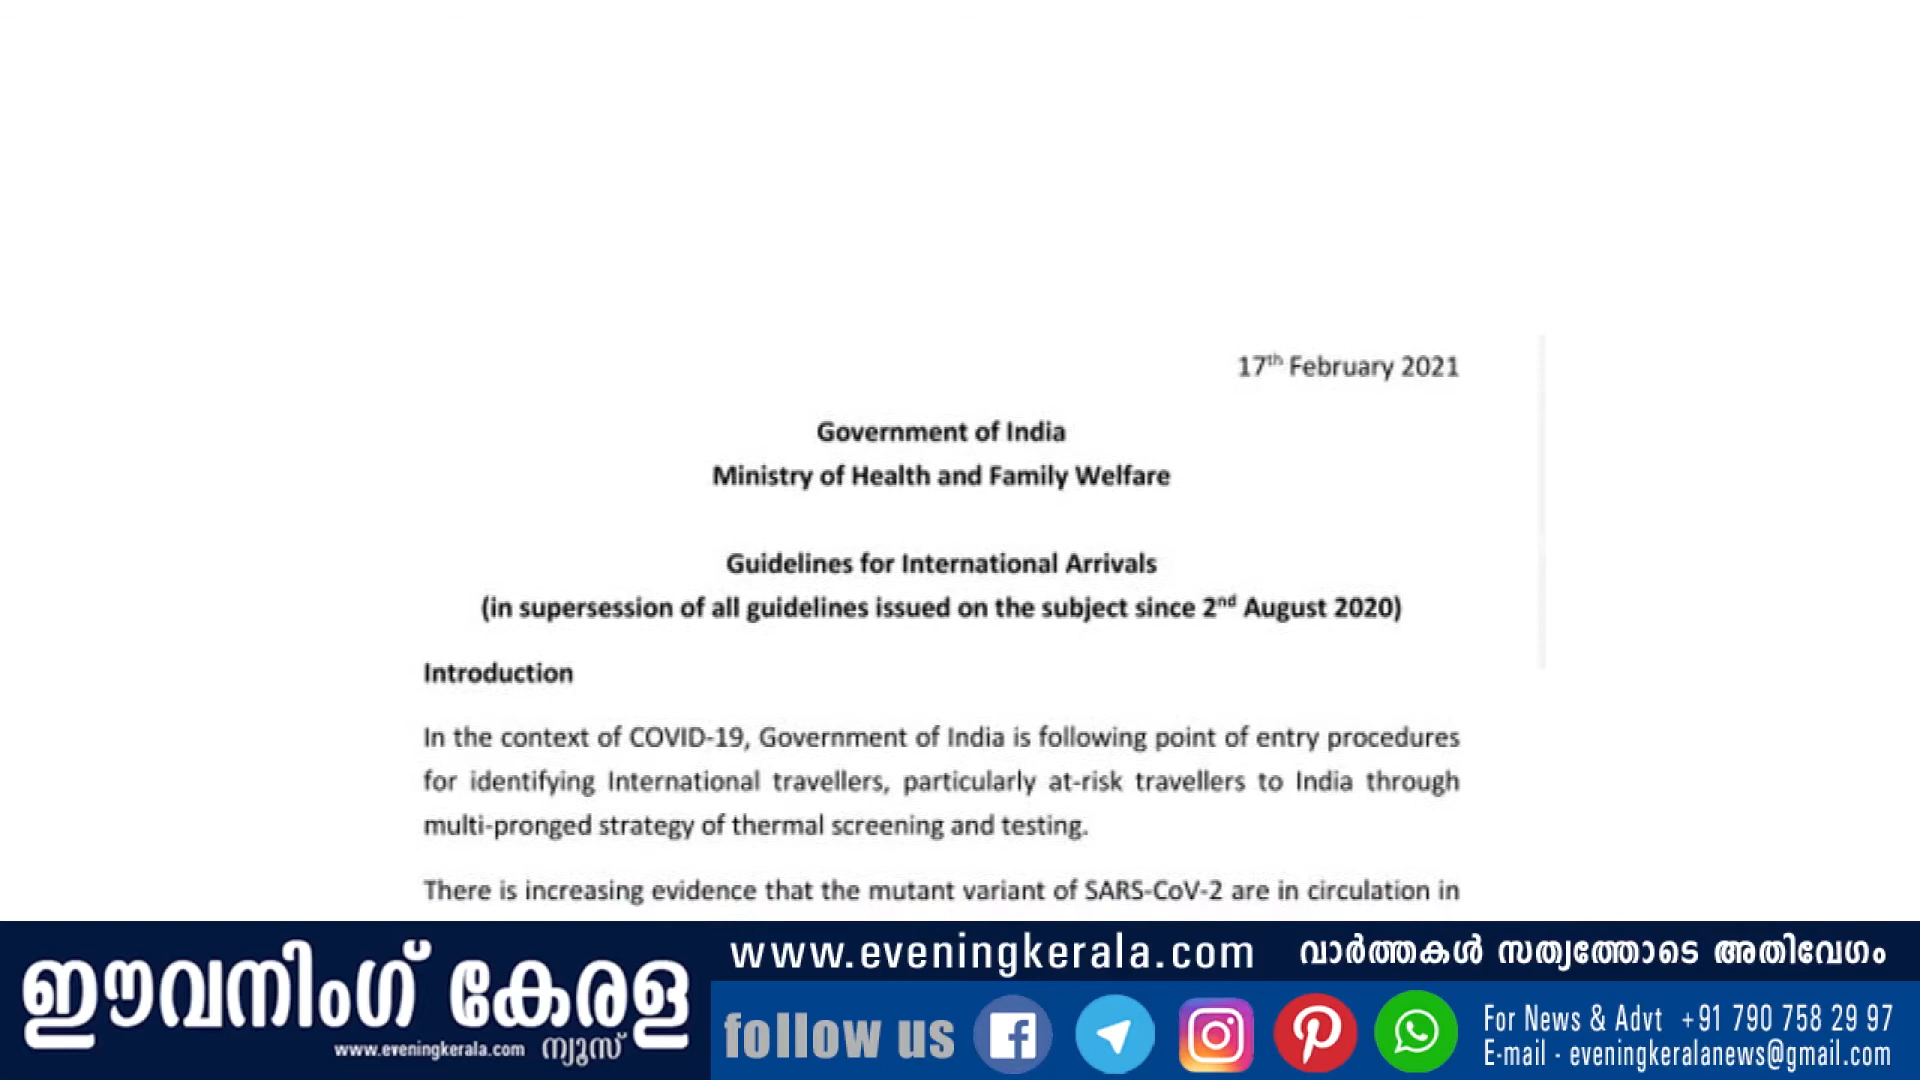 17th February 2021
Government of India
Ministry of Health and Family Welfare
Guidelines for International Arrivals
(in supersession of all guidelines issued on the subject since 2nd August 2020)
Introduction
In the context of COVID-19, Government of India is following point of entry procedures
for identifying International travellers, particularly at-risk travellers to India through
multi-pronged strategy of thermal screening and testing.
There is increasing evidence that the mutant variant of SARS-CoV-2 are in circulation in
ഈവനിംഗ് കേരള
www.eveningkerala.com ന്യൂസ്
www.eveningkerala.com വാർത്തകൾ സത്യത്തോടെ അതിവേഗം
follow us
For News & Advt +91 790 758 29 97
E-mail - eveningkeralanews@gmail.com